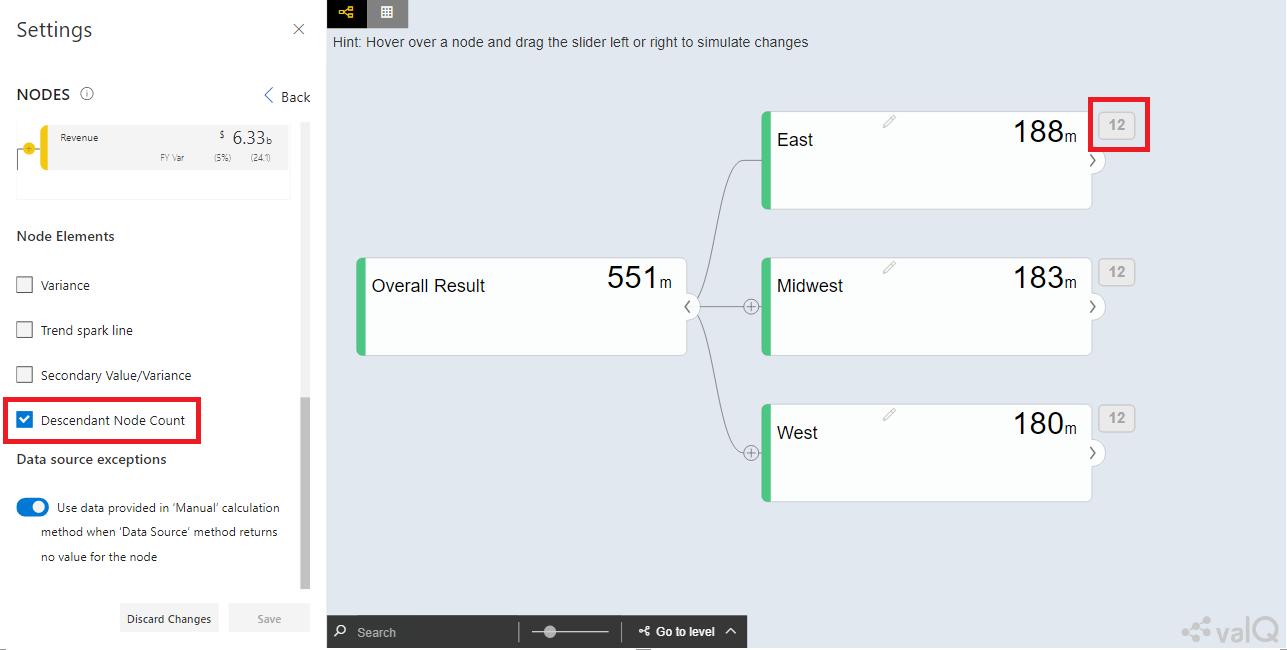 Settings
NODES
Back
Revenue
$ 6.33b
FY Var (5%) (24.1)
Node Elements
Variance
Trend spark line
Secondary Value/Variance
Descendant Node Count
Data source exceptions
Use data provided in 'Manual' calculation
method when 'Data Source' method returns
no value for the node
Discard Changes
Save
Hint: Hover over a node and drag the slider left or right to simulate changes
Overall Result
551m
East
188m
12
Midwest
183m
12
West
180m
12
Search
Go to level
valQ